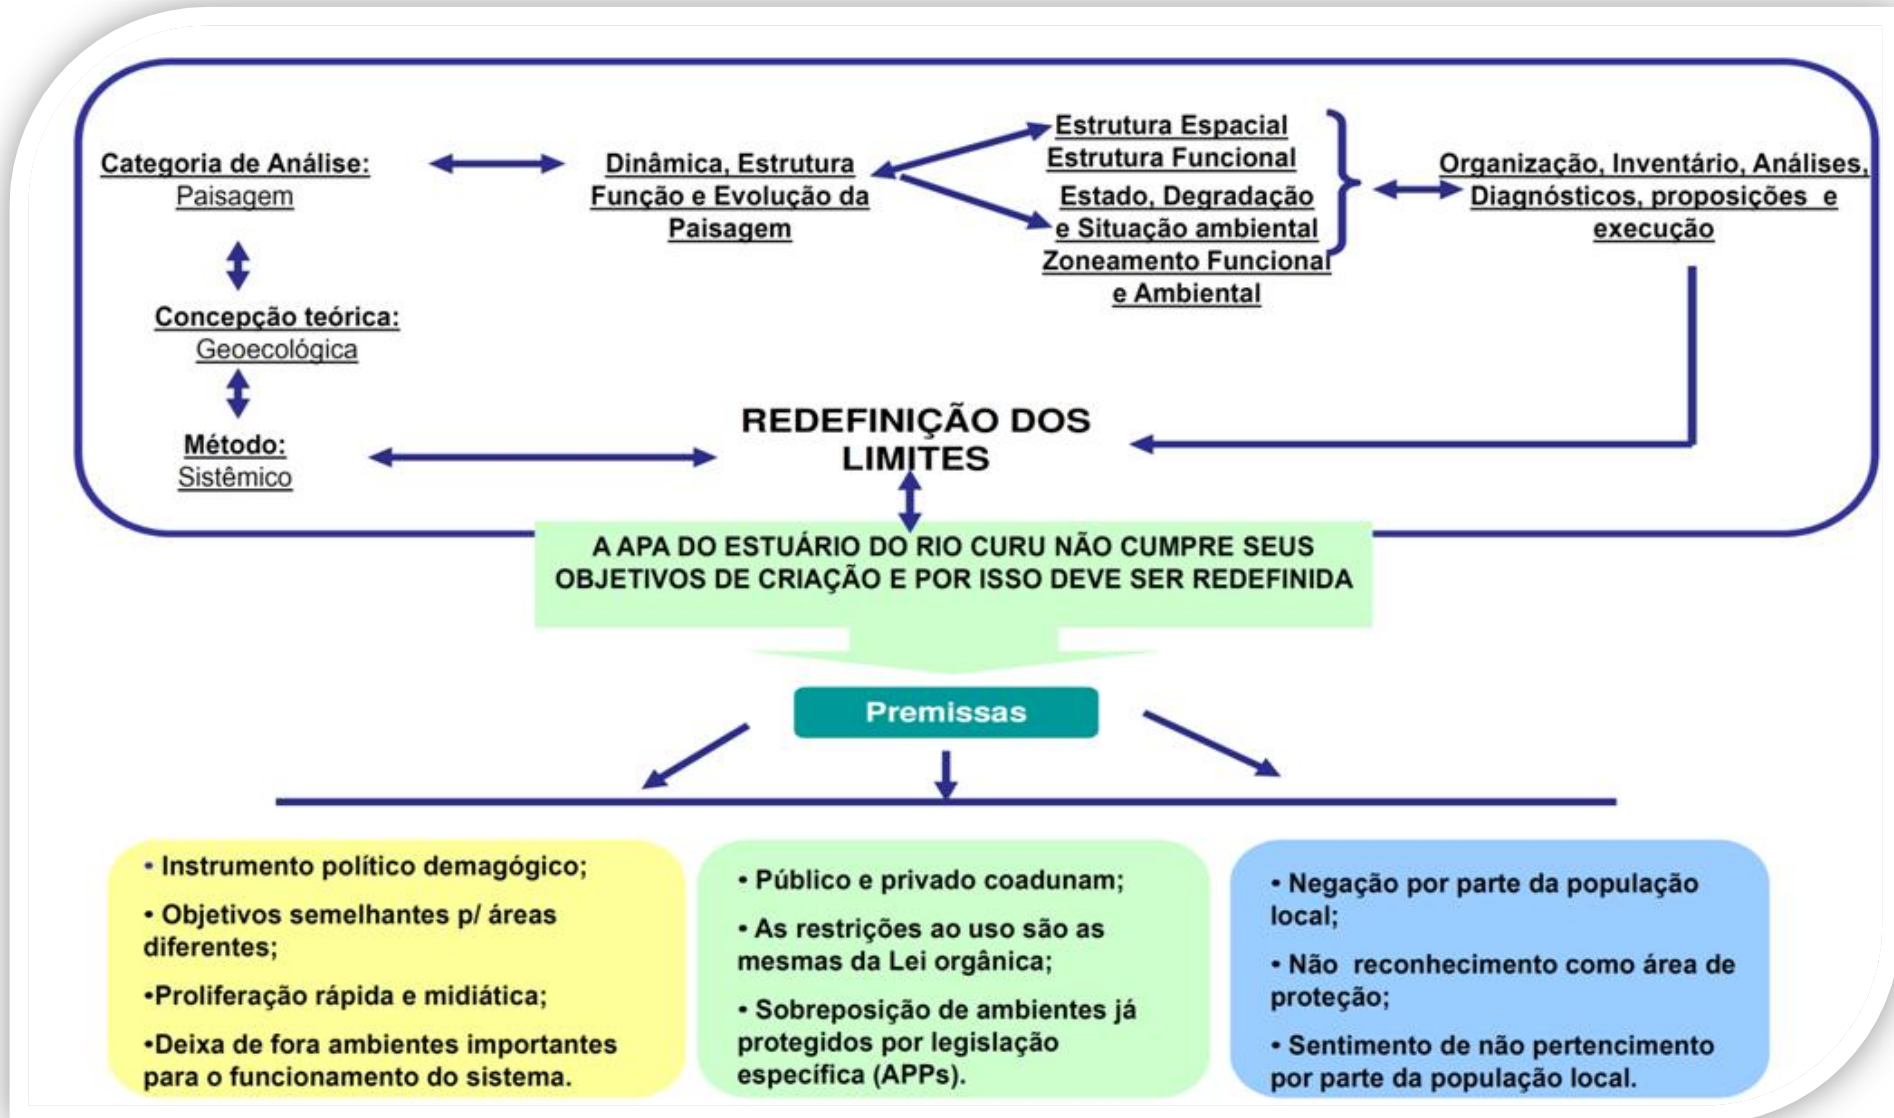 Categoria de Análise:
Paisagem
Concepção teórica:
Geoecológica
Método:
Sistêmico
Dinâmica, Estrutura
Função e Evolução da
Paisagem
Estrutura Espacial
Estrutura Funcional
Estado, Degradação
e Situação ambiental
Zoneamento Funcional
e Ambiental
Organização, Inventário, Análises,
Diagnósticos, proposições e
execução
REDEFINIÇÃO DOS
LIMITES
A APA DO ESTUÁRIO DO RIO CURU NÃO CUMPRE SEUS
OBJETIVOS DE CRIAÇÃO E POR ISSO DEVE SER REDEFINIDA
Premissas
• Instrumento político demagógico;
• Objetivos semelhantes p/ áreas
diferentes;
•Proliferação rápida e midiática;
•Deixa de fora ambientes importantes
para o funcionamento do sistema.
• Público e privado coadunam;
• As restrições ao uso são as
mesmas da Lei orgânica;
• Sobreposição de ambientes já
protegidos por legislação
específica (APPs).
• Negação por parte da população
local;
• Não reconhecimento como área de
proteção;
• Sentimento de não pertencimento
por parte da população local.